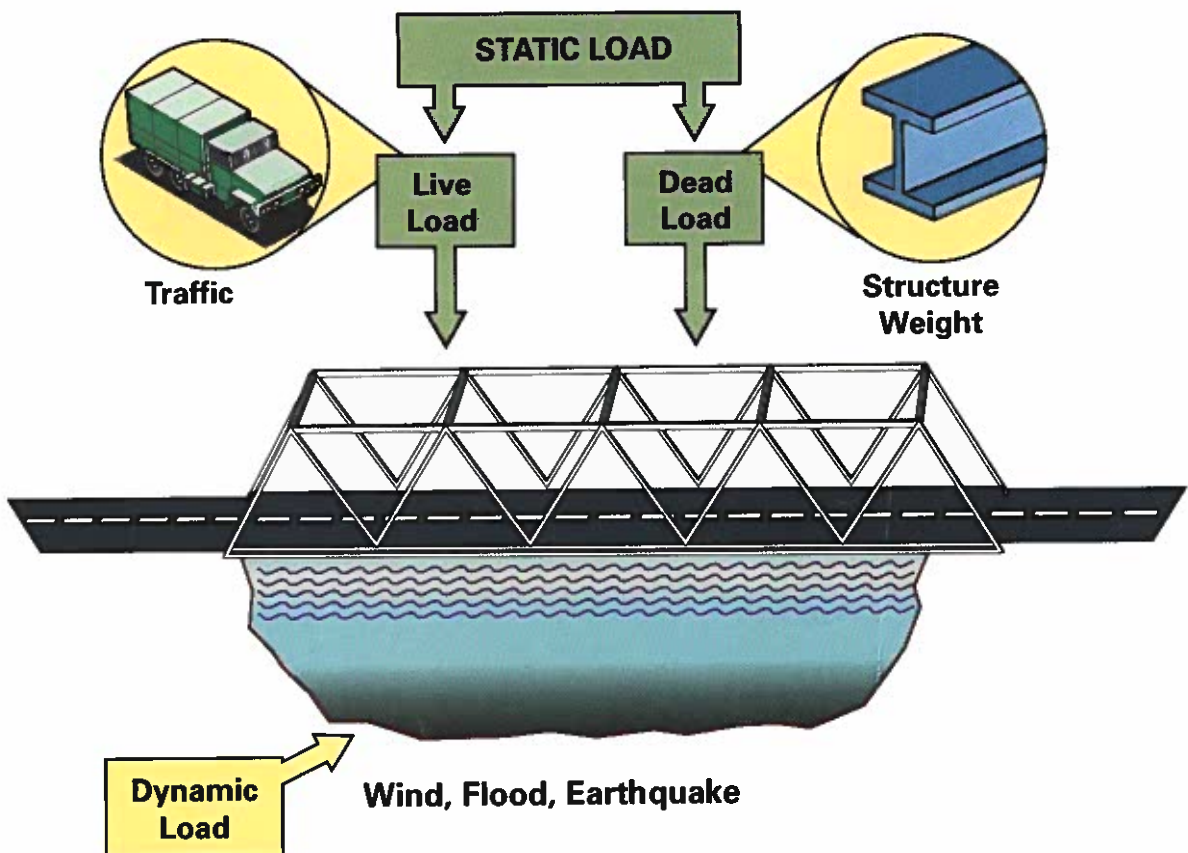 STATIC LOAD
Live
Load
Dead
Load
Traffic
Structure
Weight
Dynamic
Load
Wind, Flood, Earthquake